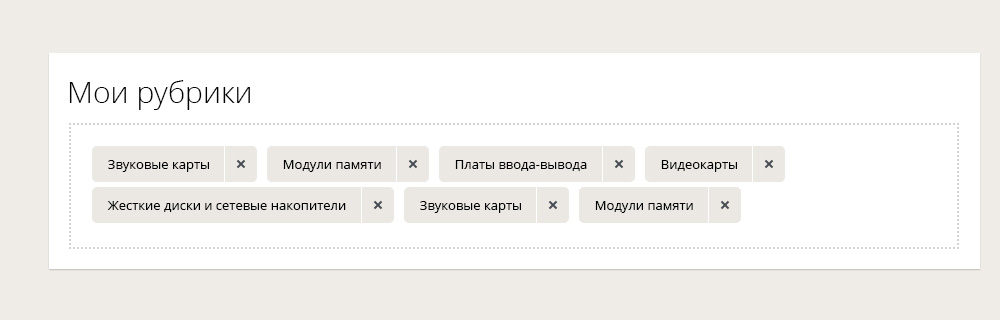 Мои рубрики
Звуковые карты × Модули памяти × Платы ввода-вывода × Видеокарты ×
Жесткие диски и сетевые накопители × Звуковые карты × Модули памяти ×